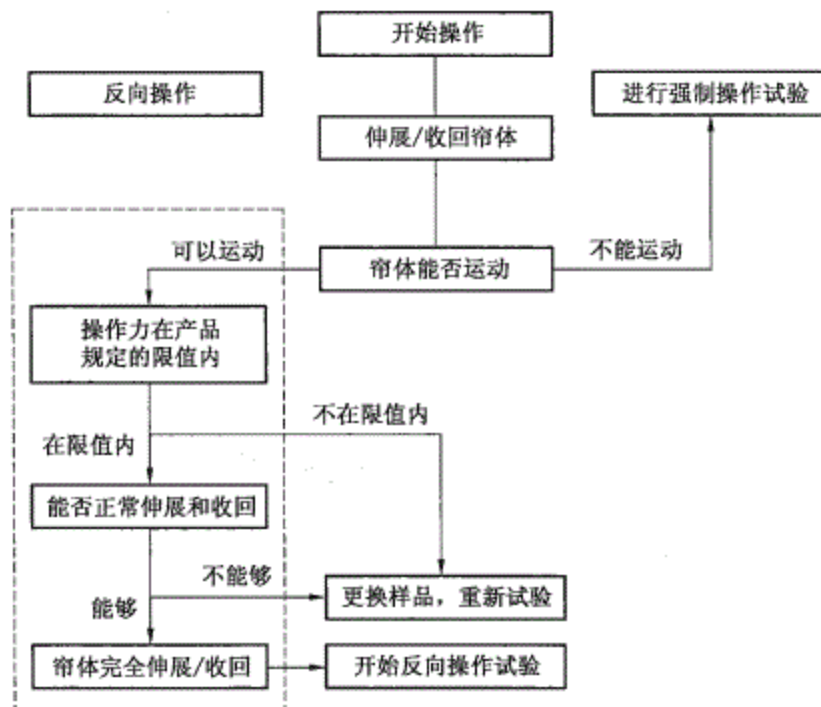 开始操作
反向操作
进行强制操作试验
伸展/收回帘体
可以运动
帘体能否运动
不能运动
操作力在产品
规定的限值内
不在限值内
在限值内
能否正常伸展和收回
不能够
更换样品，重新试验
能够
帘体完全伸展/收回
开始反向操作试验